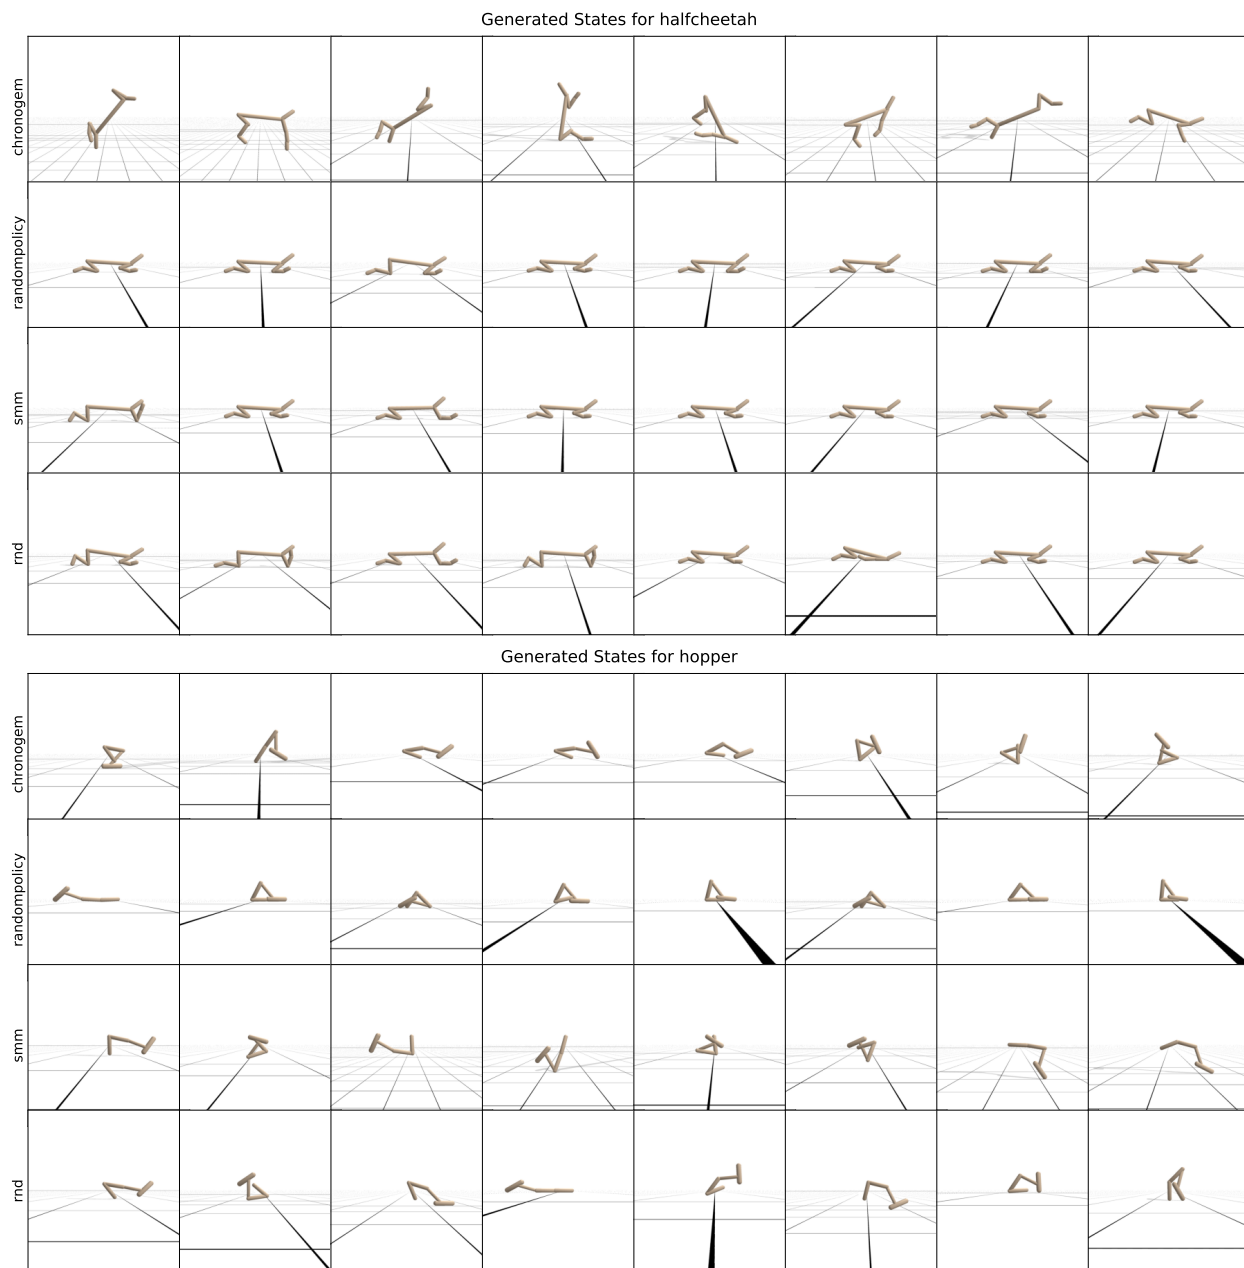 Generated States for halfcheetah
chronogem
randompolicy
smm
rnd
Generated States for hopper
chronogem
randompolicy
smm
rnd